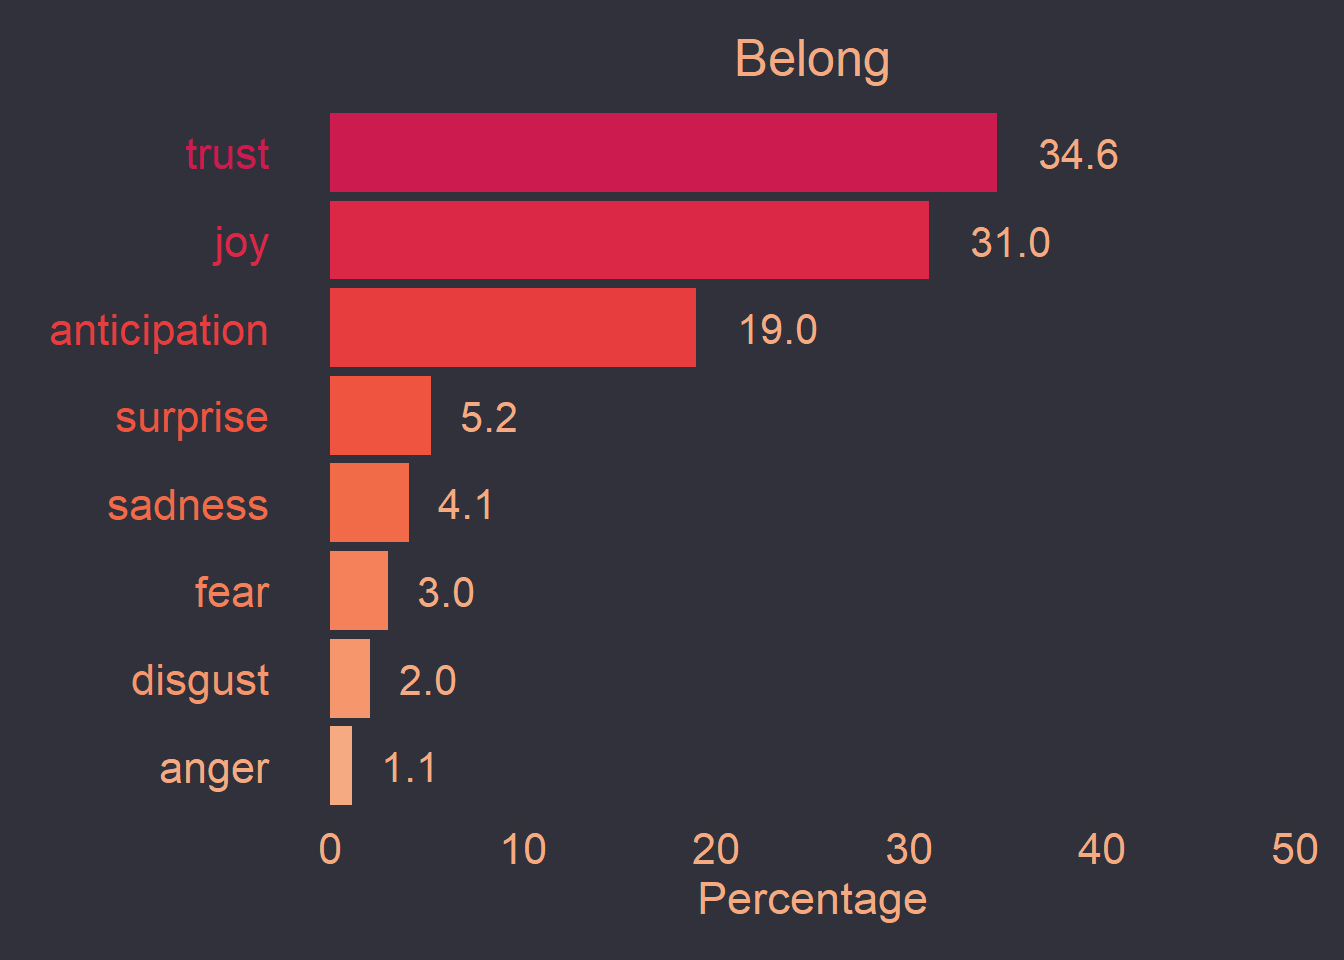 Belong
trust 34.6
joy 31.0
anticipation 19.0
surprise 5.2
sadness 4.1
fear 3.0
disgust 2.0
anger 1.1
0 10 20 30 40 50
Percentage